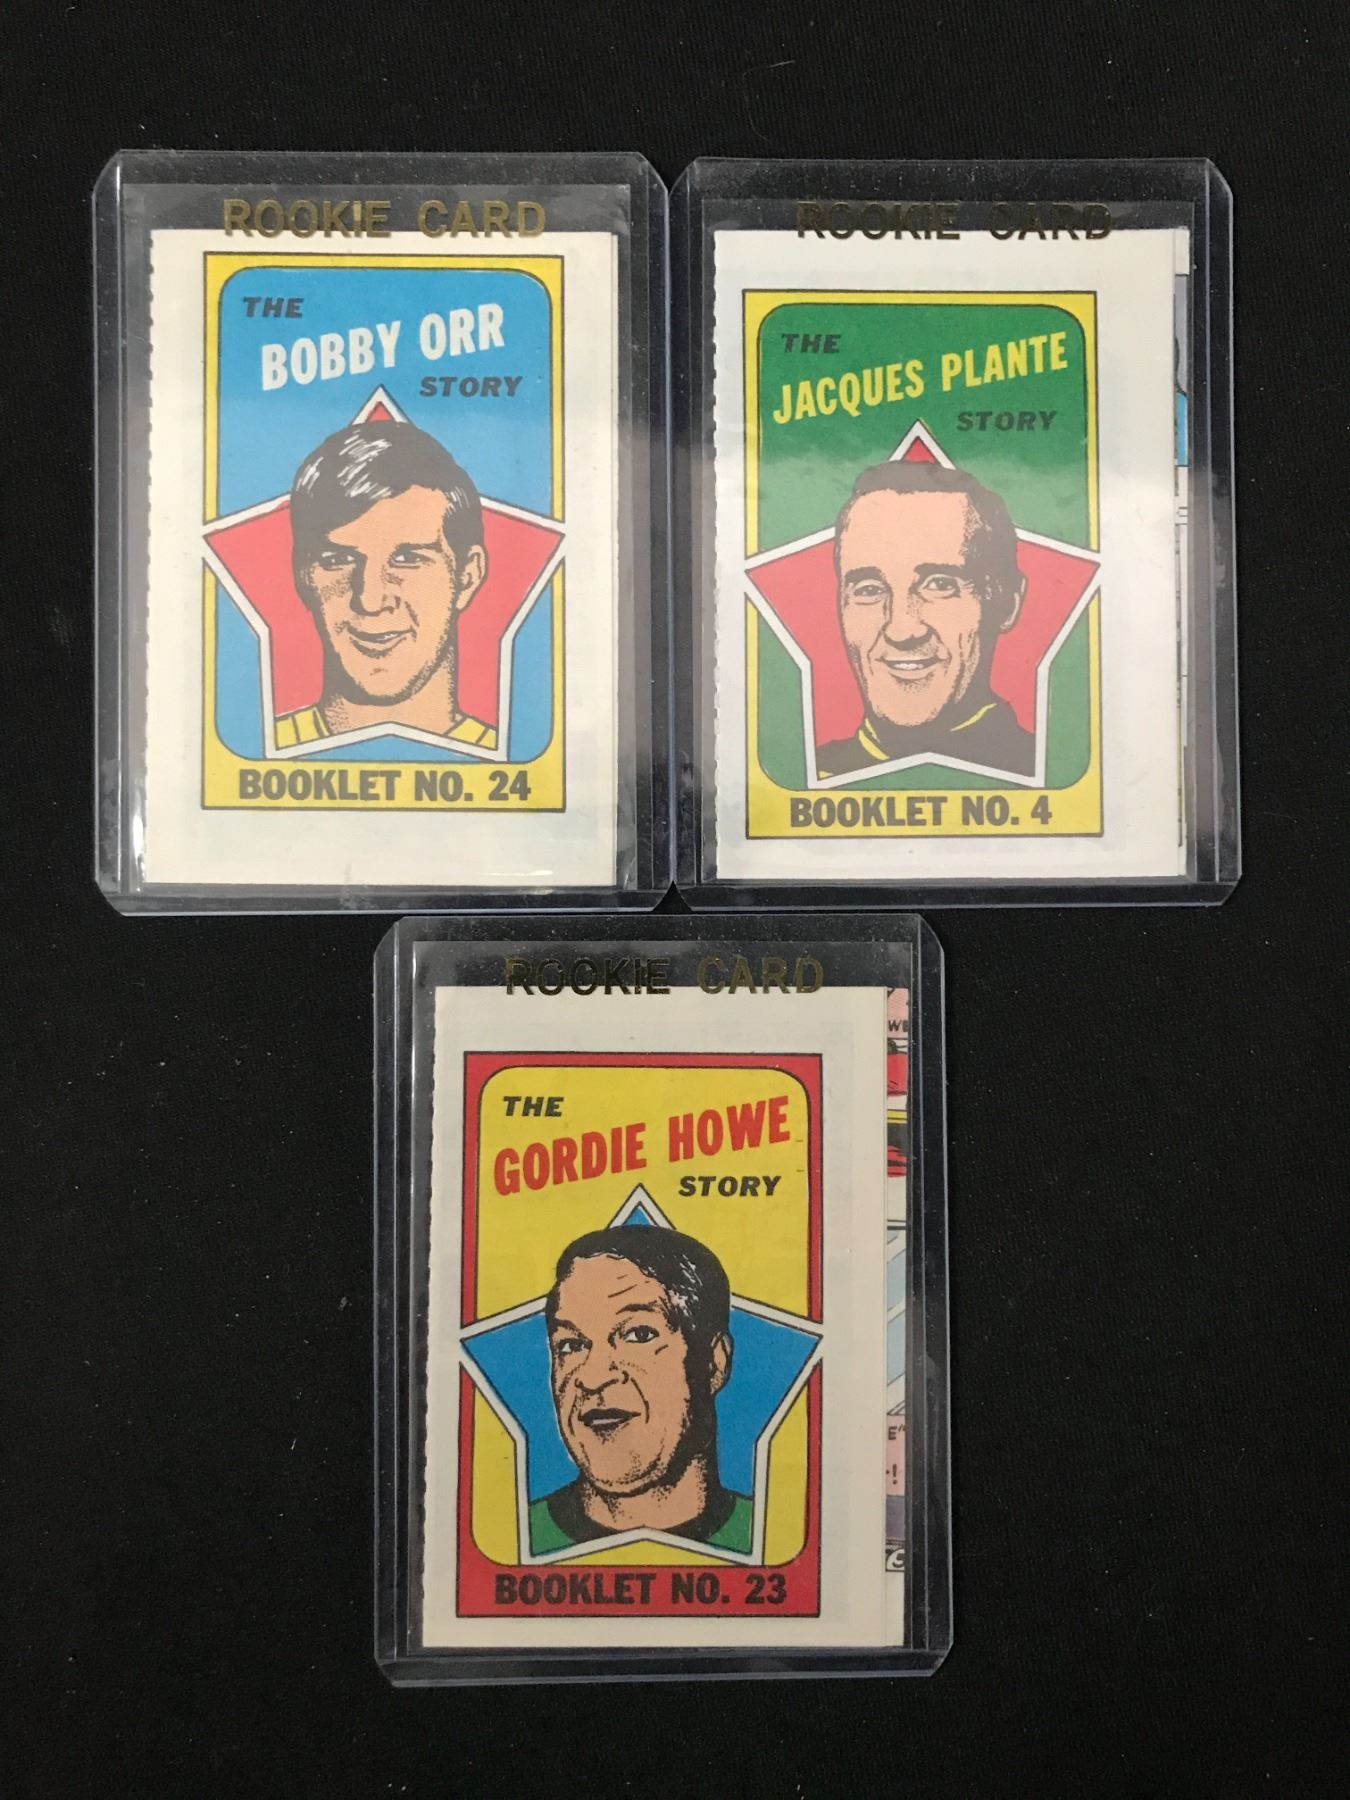 ROOKIE CARD
THE
BOBBY ORR
STORY
BOOKLET NO. 24
ROOKIE CARD
THE
JACQUES PLANTE
STORY
BOOKLET NO. 4
ROOKIE CARD
THE
GORDIE HOWE
STORY
BOOKLET NO. 23